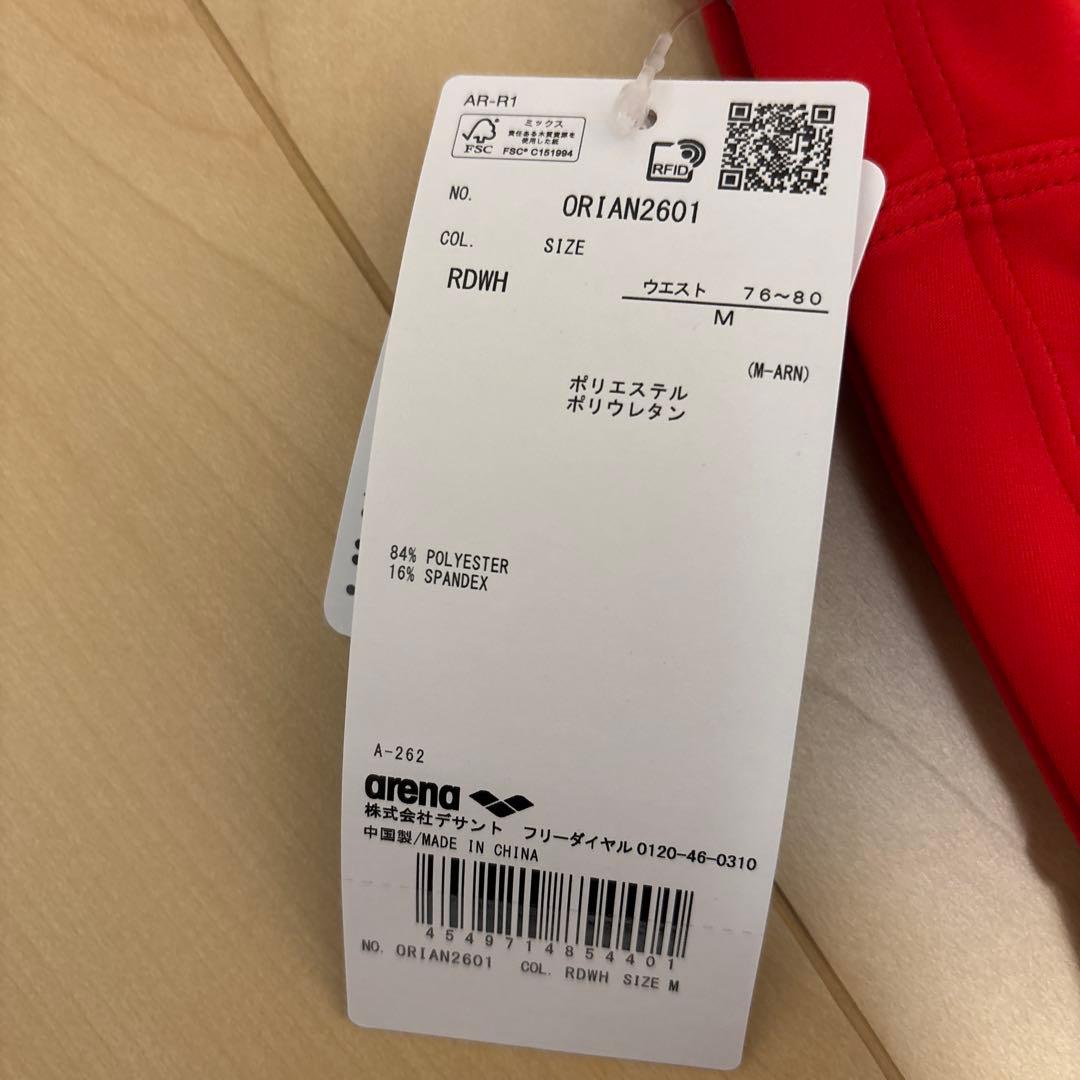 AR-R1
ミックス
責任ある木質資源を
使用した紙
FSC
FSC® C151994
RFID
NO. ORIAN2601
COL. SIZE
RDWH ウエスト 76〜80
M
(M-ARN)
ポリエステル
ポリウレタン
84% POLYESTER
16% SPANDEX
A-262
arena
株式会社デサント フリーダイヤル 0120-46-0310
中国製/MADE IN CHINA
4549714854401
NO. ORIAN2601 COL. RDWH SIZE M